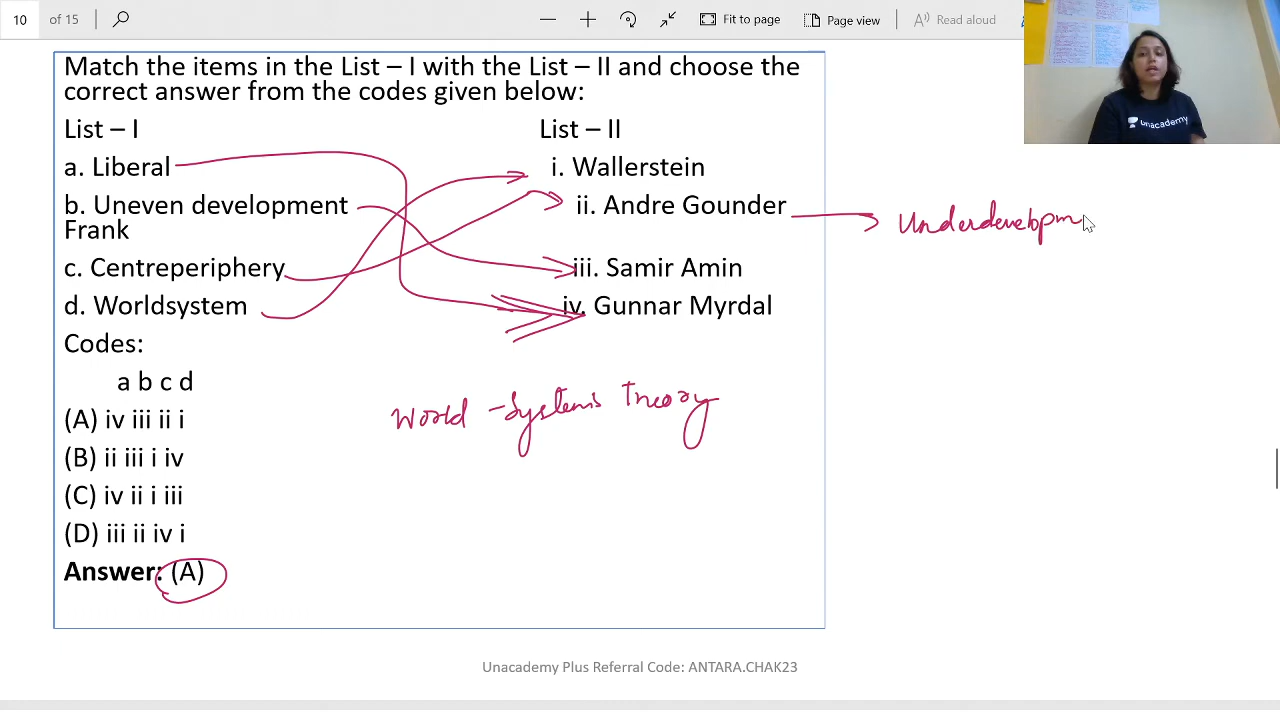 10 of 15
Fit to page
Page view
Read aloud
Match the items in the List – I with the List – II and choose the
correct answer from the codes given below:
List – I List – II
a. Liberal i. Wallerstein
b. Uneven development ii. Andre Gounder
Frank
c. Centreperiphery iii. Samir Amin
d. Worldsystem iv. Gunnar Myrdal
Codes:
a b c d
(A) iv iii ii i
(B) ii iii i iv
(C) iv ii i iii
(D) iii ii iv i
Answer: (A)
Underdevelopm
World - Systems Theory
unacademy
Unacademy Plus Referral Code: ANTARA.CHAK23